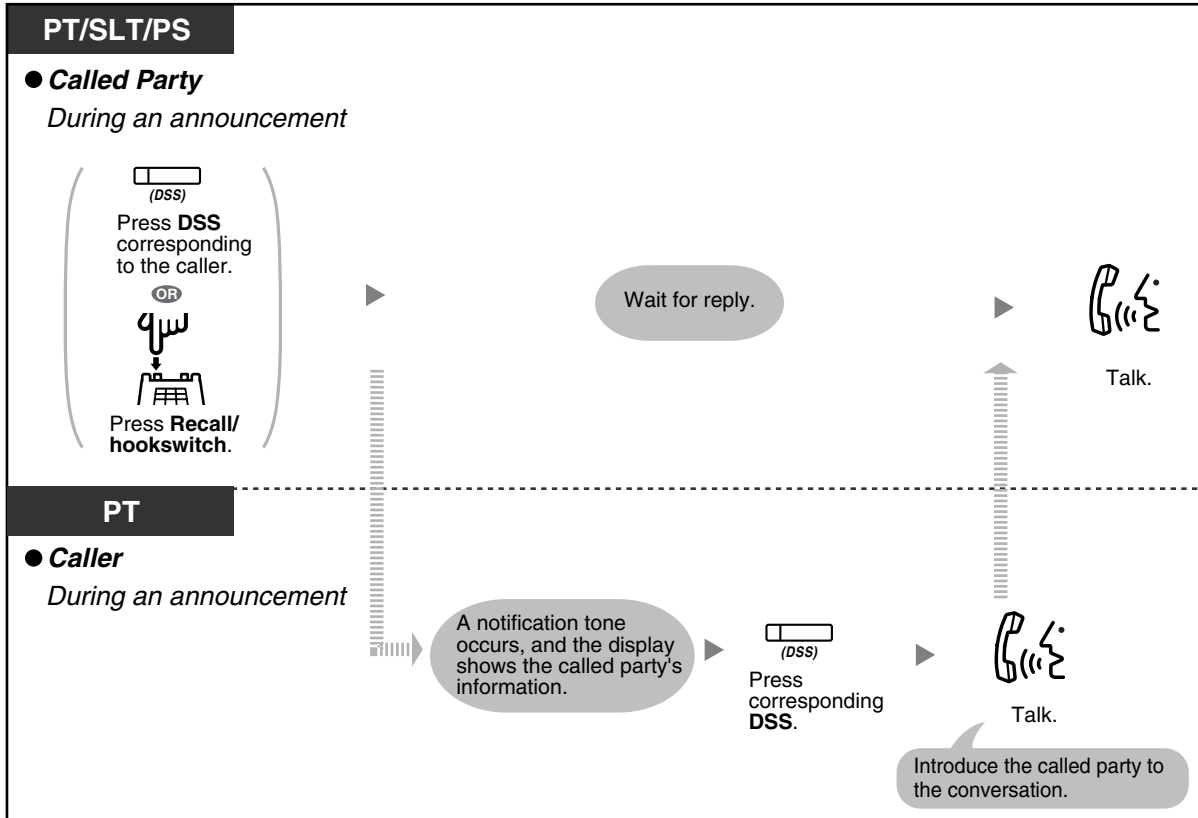 PT/SLT/PS
● Called Party
During an announcement
(DSS)
Press DSS
corresponding
to the caller.
OR
Press Recall/
hookswitch.
Wait for reply.
Talk.
PT
● Caller
During an announcement
A notification tone
occurs, and the display
shows the called party's
information.
(DSS)
Press
corresponding
DSS.
Talk.
Introduce the called party to
the conversation.